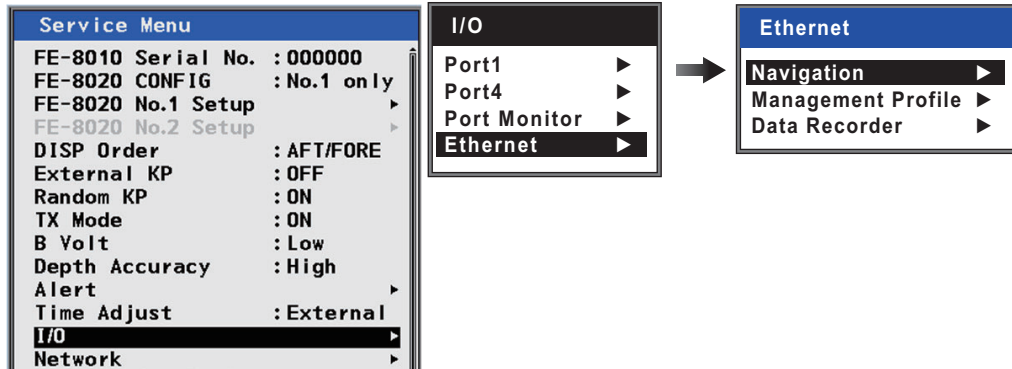 Service Menu
FE-8010 Serial No. : 000000
FE-8020 CONFIG : No.1 only
FE-8020 No.1 Setup
FE-8020 No.2 Setup
DISP Order : AFT/FORE
External KP : OFF
Random KP : ON
TX Mode : ON
B Volt : Low
Depth Accuracy : High
Alert
Time Adjust : External
I/O
Network
I/O
Port1
Port4
Port Monitor
Ethernet
Ethernet
Navigation
Management Profile
Data Recorder